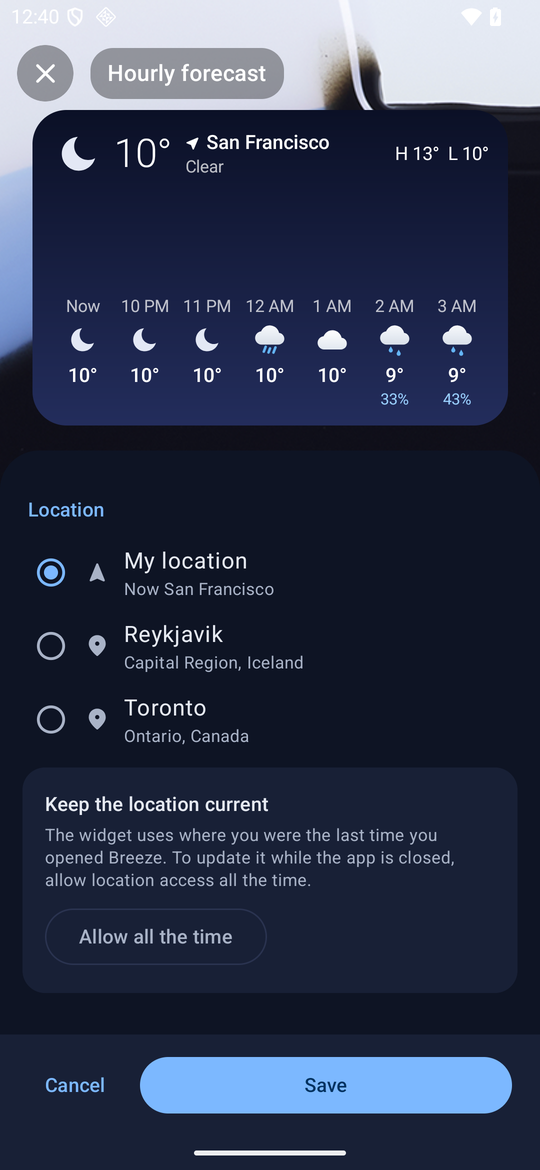 12:40
Hourly forecast
10° San Francisco
Clear
H 13° L 10°
Now 10 PM 11 PM 12 AM 1 AM 2 AM 3 AM
10° 10° 10° 10° 10° 9° 9°
33% 43%
Location
My location
Now San Francisco
Reykjavik
Capital Region, Iceland
Toronto
Ontario, Canada
Keep the location current
The widget uses where you were the last time you
opened Breeze. To update it while the app is closed,
allow location access all the time.
Allow all the time
Cancel Save